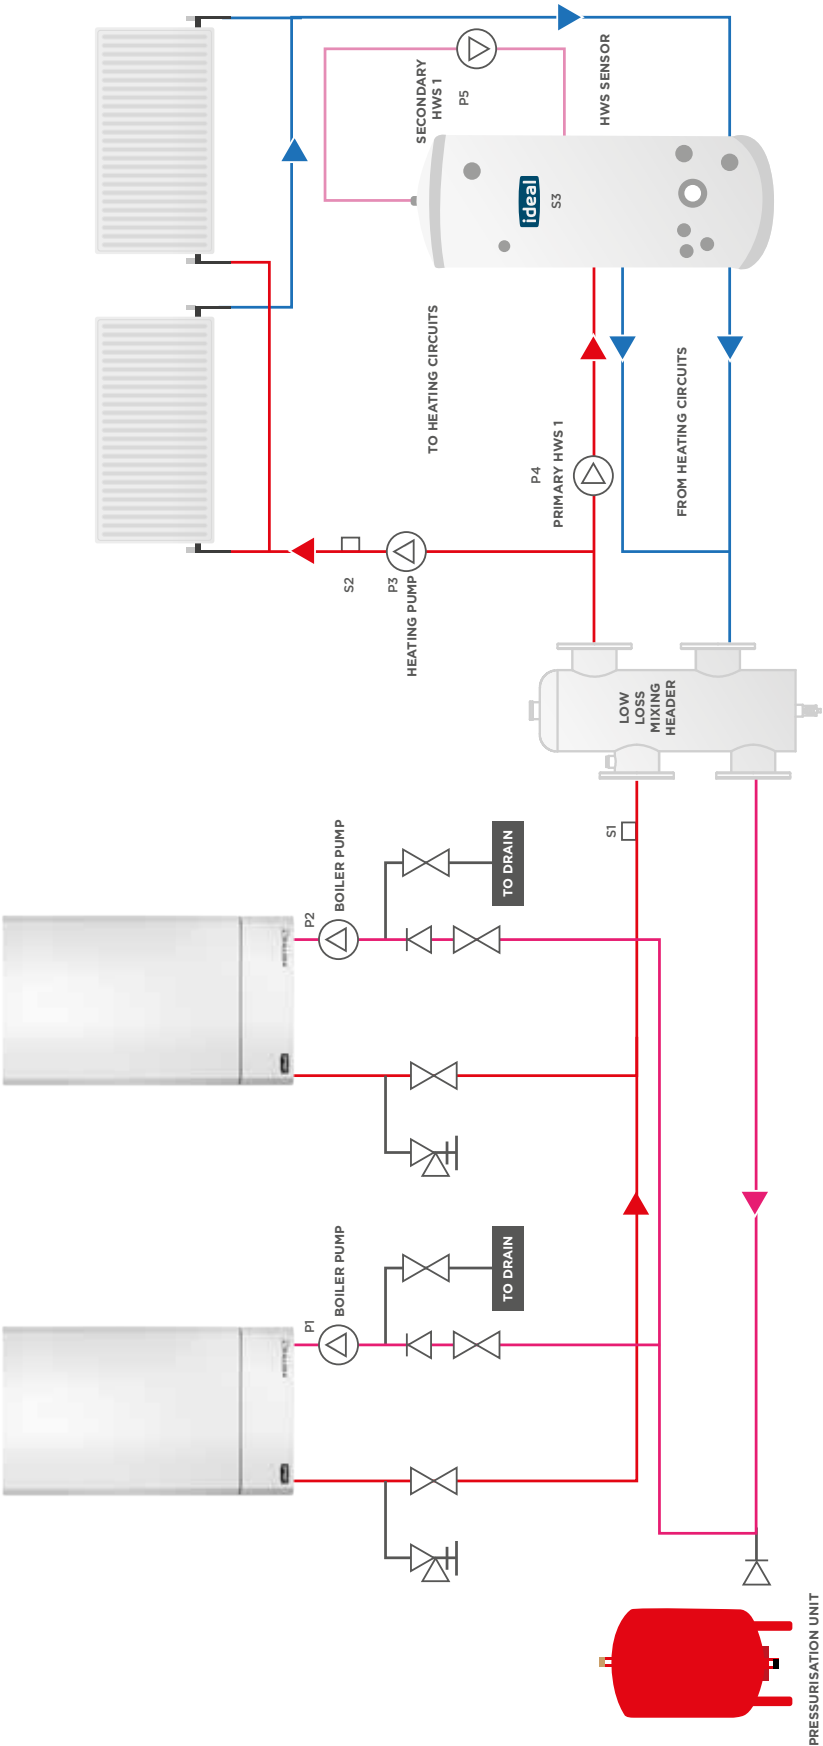 PRESSURISATION UNIT
P1
BOILER PUMP
TO DRAIN
P2
BOILER PUMP
TO DRAIN
S1
LOW
LOSS
MIXING
HEADER
P3
HEATING PUMP
S2
P4
PRIMARY HWS 1
TO HEATING CIRCUITS
FROM HEATING CIRCUITS
ideal
S3
SECONDARY
HWS 1
P5
HWS SENSOR